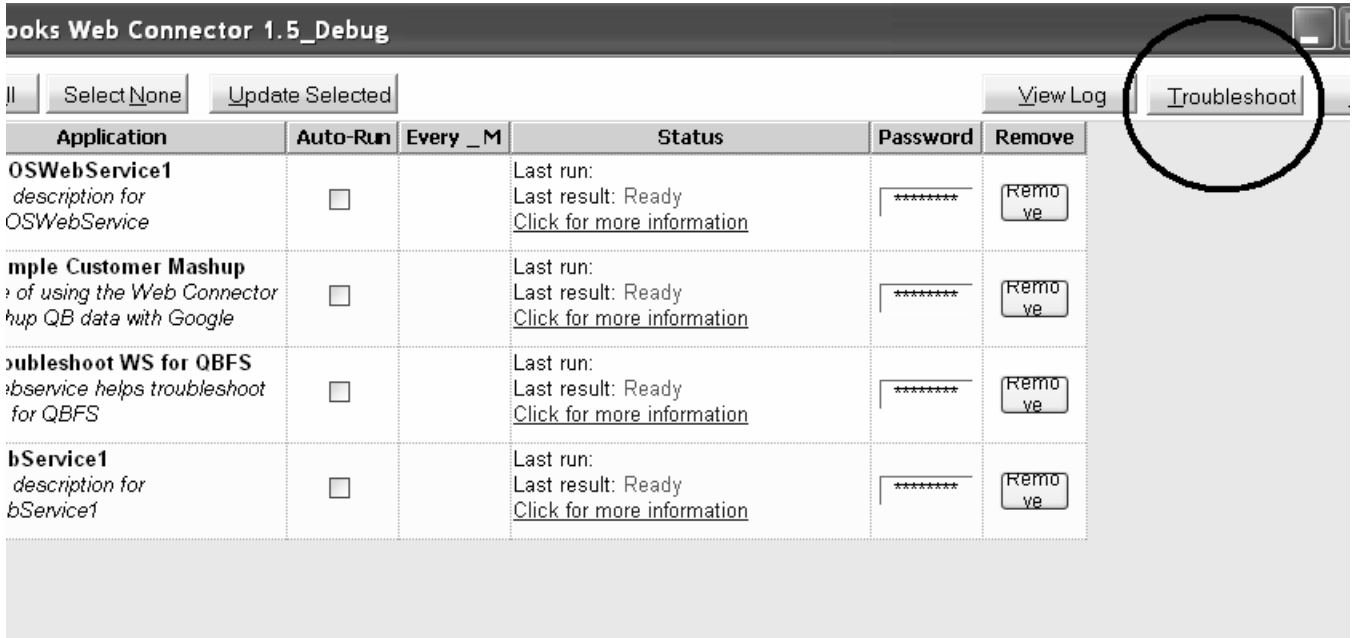 ooks Web Connector 1.5_Debug
ll Select None Update Selected View Log Troubleshoot
Application Auto-Run Every _ M Status Password Remove
OSWebService1
description for
OSWebService
Last run:
Last result: Ready
Click for more information
********
Remo
ve
mple Customer Mashup
e of using the Web Connector
hup QB data with Google
Last run:
Last result: Ready
Click for more information
********
Remo
ve
oubleshoot WS for QBFS
ebservice helps troubleshoot
for QBFS
Last run:
Last result: Ready
Click for more information
********
Remo
ve
bService1
description for
bService1
Last run:
Last result: Ready
Click for more information
********
Remo
ve